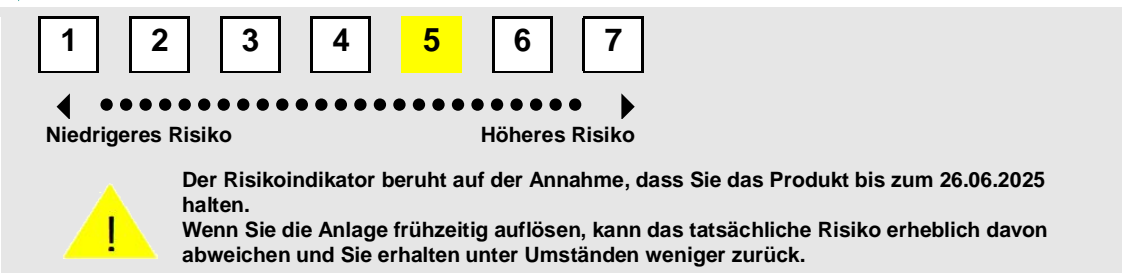 1 2 3 4 5 6 7
Niedrigeres Risiko Höheres Risiko
Der Risikoindikator beruht auf der Annahme, dass Sie das Produkt bis zum 26.06.2025
halten.
Wenn Sie die Anlage frühzeitig auflösen, kann das tatsächliche Risiko erheblich davon
abweichen und Sie erhalten unter Umständen weniger zurück.
!